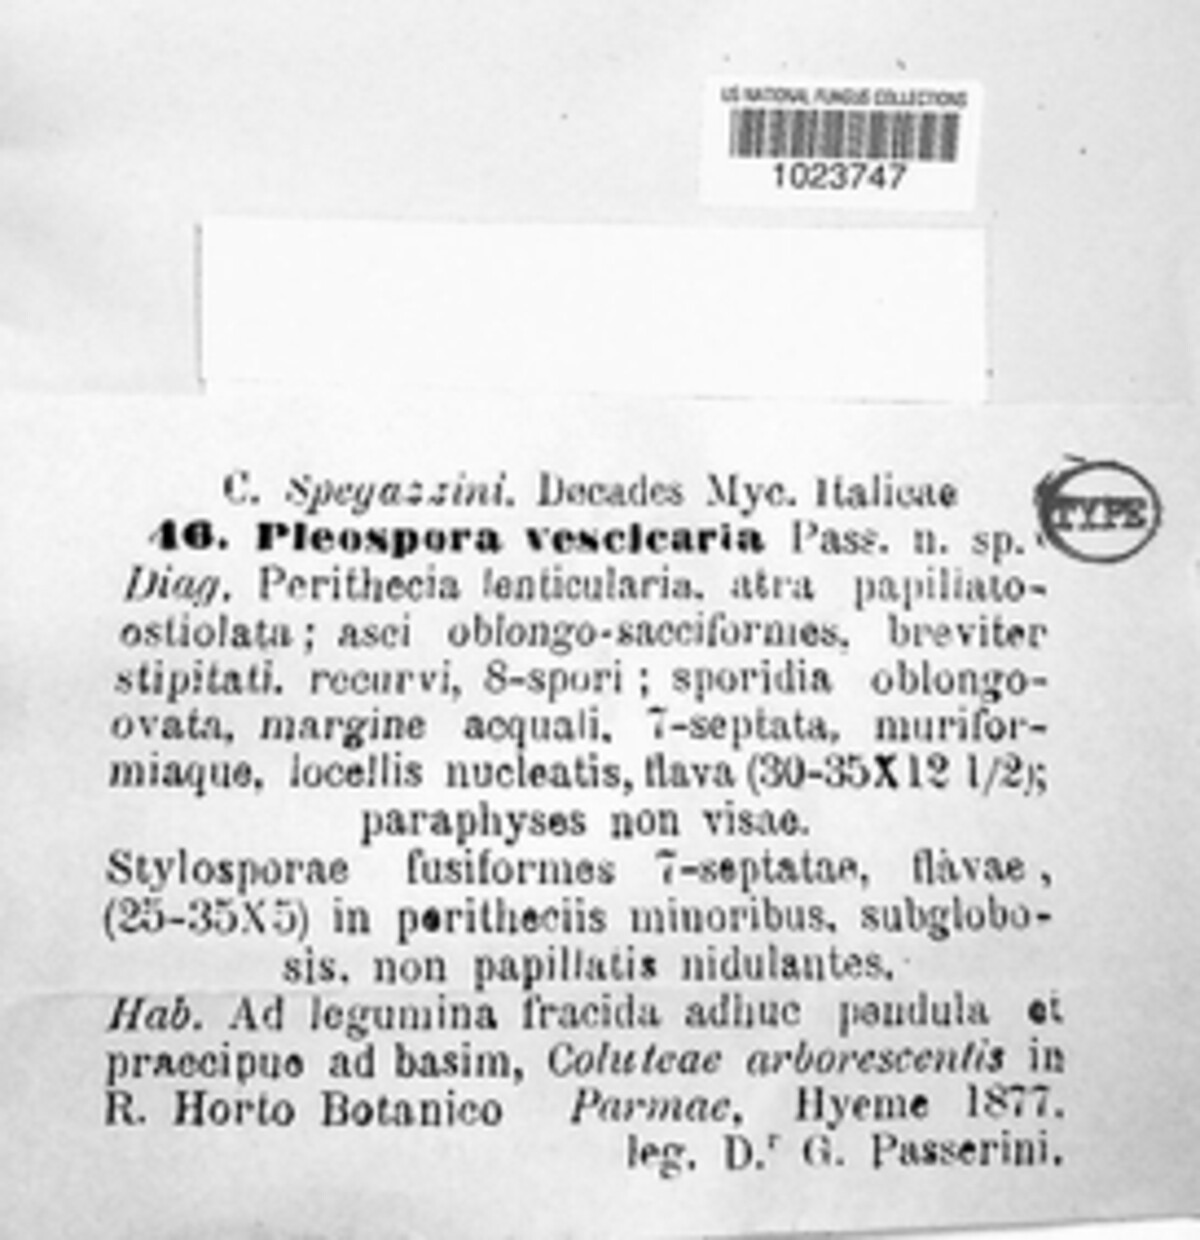 US NATIONAL FUNGUS COLLECTIONS
1023747
C. Spegazzini. Decades Myc. Italicae
TYPE
46. Pleospora vescicaria Pass. n. sp.
Diag. Perithecia lenticularia, atra papillato-
ostiolata; asci oblongo-sacciformes, breviter
stipitati, recurvi, 8-spori; sporidia oblongo-
ovata, margine acquali, 7-septata, murifor-
miaque, locellis nucleatis, flava (30-35X12 1/2);
paraphyses non visae.
Stylosporae fusiformes 7-septatae, flavae,
(25-35X5) in peritheciis minoribus, subglobo-
sis, non papillatis nidulantes.
Hab. Ad legumina fracida adhuc pendula et
praecipue ad basim, Coluteae arborescentis in
R. Horto Botanico Parmae, Hyeme 1877.
leg. D.r G. Passerini.